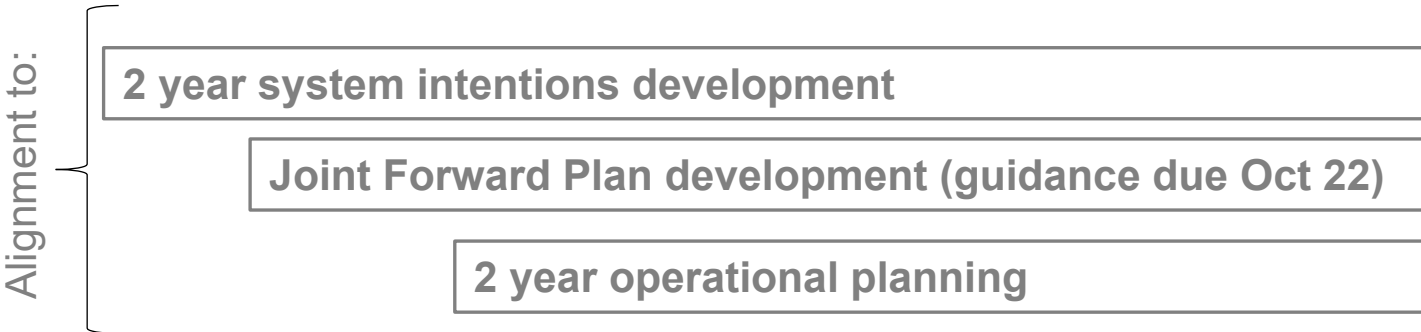 Alignment to:
2 year system intentions development
Joint Forward Plan development (guidance due Oct 22)
2 year operational planning